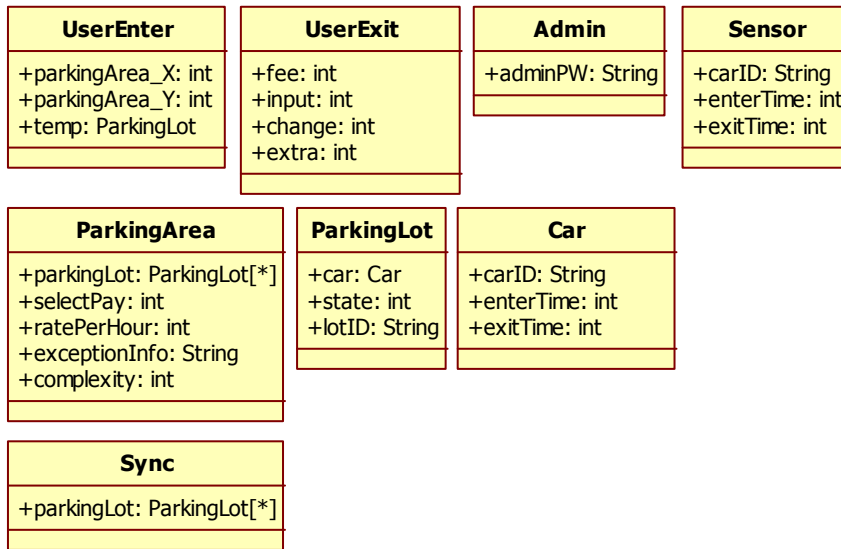 UserEnter
+parkingArea_X: int
+parkingArea_Y: int
+temp: ParkingLot
UserExit
+fee: int
+input: int
+change: int
+extra: int
Admin
+adminPW: String
Sensor
+carID: String
+enterTime: int
+exitTime: int
ParkingArea
+parkingLot: ParkingLot[*]
+selectPay: int
+ratePerHour: int
+exceptionInfo: String
+complexity: int
ParkingLot
+car: Car
+state: int
+lotID: String
Car
+carID: String
+enterTime: int
+exitTime: int
Sync
+parkingLot: ParkingLot[*]